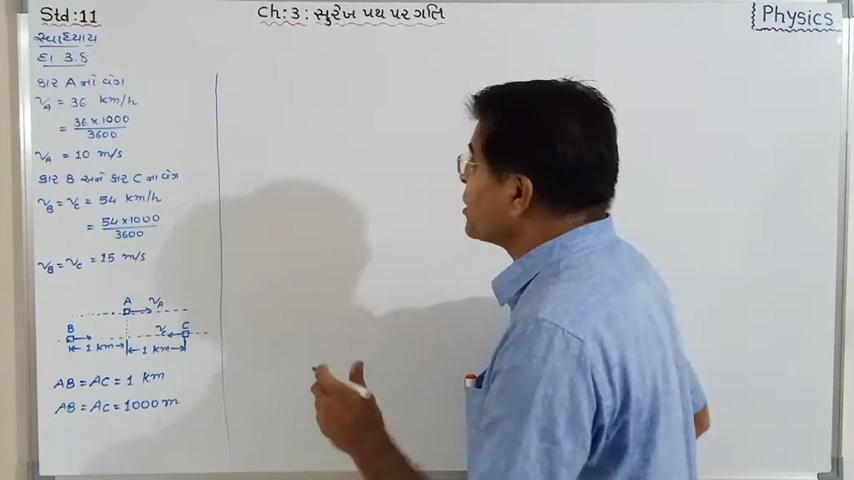 Std:11
Ch:3: સુરેખ પથ પર ગતિ
Physics
સ્વાધ્યાય
દા 3.8
કાર A નો વેગ
v_A = 36 km/h
= 36×1000 / 3600
v_A = 10 m/s
કાર B અને કાર C ના વેગ
v_B = v_C = 54 km/h
= 54×1000 / 3600
v_B = v_C = 15 m/s
A v_A
B v_C C
1 km 1 km
AB = AC = 1 km
AB = AC = 1000 m